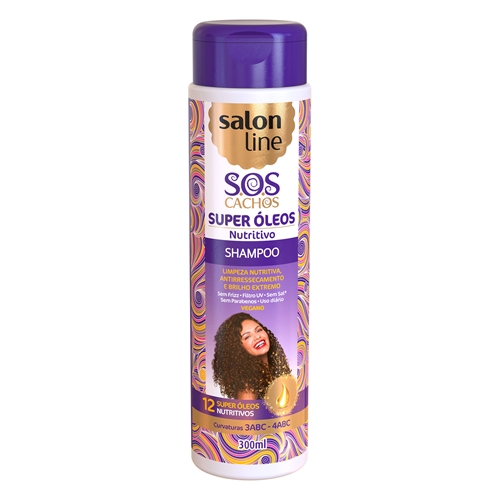 salon
line
S.O.S
CACHOS
SUPER ÓLEOS
Nutritivo
SHAMPOO
LIMPEZA NUTRITIVA,
ANTIRRESSECAMENTO
E BRILHO EXTREMO
Sem Frizz • Filtro UV • Sem Sal*
Sem Parabenos • Uso diário
VEGANO
12 SUPER ÓLEOS
NUTRITIVOS
Curvaturas 3ABC - 4ABC
300ml